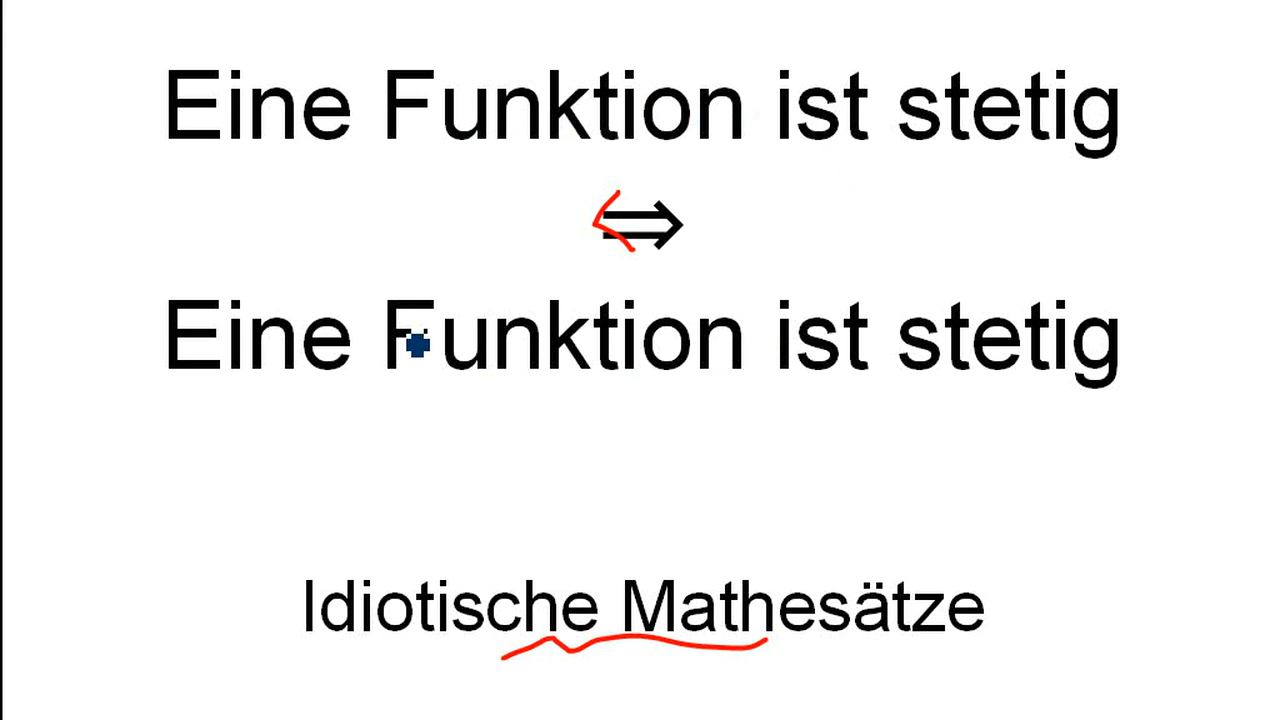 Eine Funktion ist stetig
⇔
Eine Funktion ist stetig
Idiotische Mathesätze